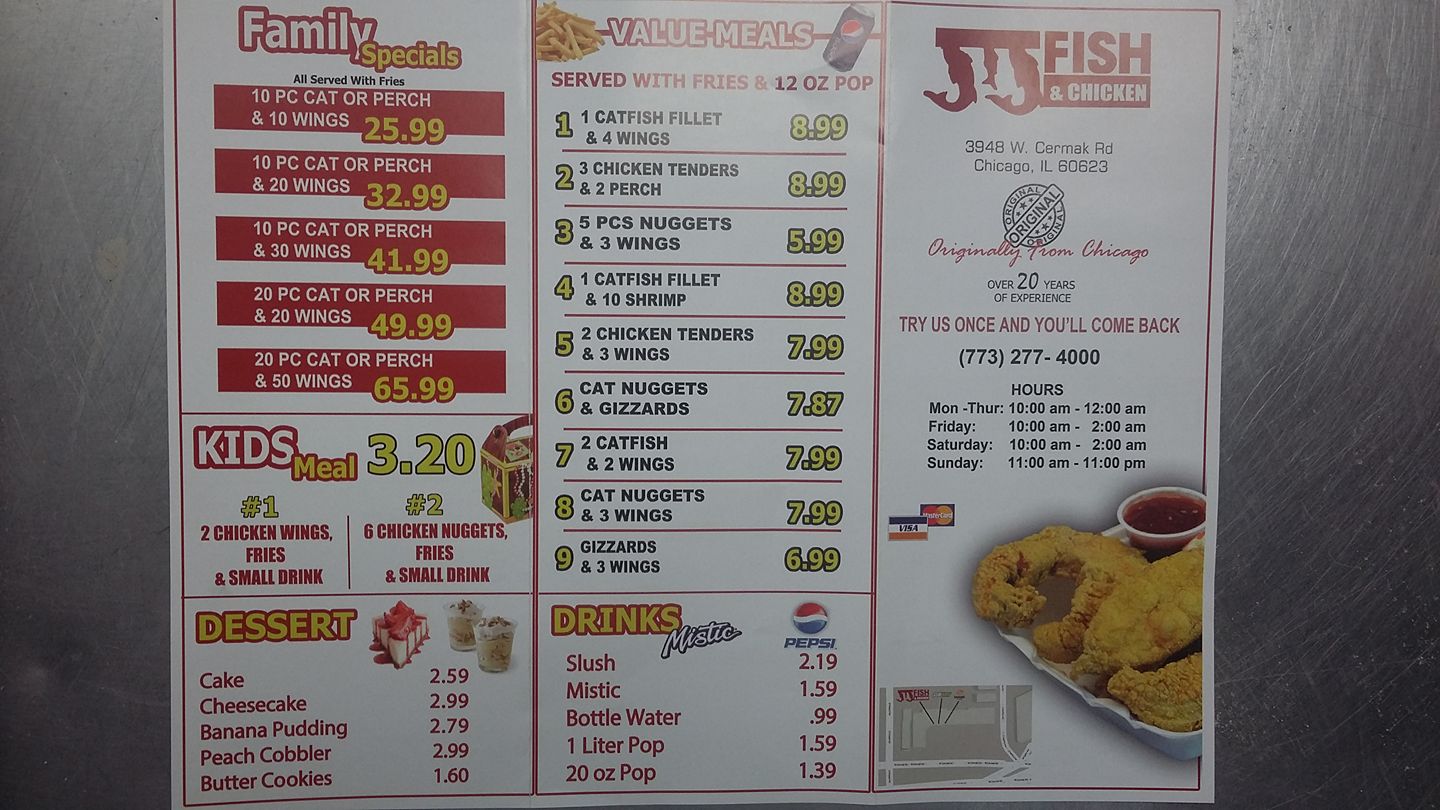 Family
Specials
All Served With Fries
10 PC CAT OR PERCH
& 10 WINGS 25.99
10 PC CAT OR PERCH
& 20 WINGS 32.99
10 PC CAT OR PERCH
& 30 WINGS 41.99
20 PC CAT OR PERCH
& 20 WINGS 49.99
20 PC CAT OR PERCH
& 50 WINGS 65.99
KIDS Meal 3.20
#1
2 CHICKEN WINGS,
FRIES
& SMALL DRINK
#2
6 CHICKEN NUGGETS,
FRIES
& SMALL DRINK
DESSERT
Cake 2.59
Cheesecake 2.99
Banana Pudding 2.79
Peach Cobbler 2.99
Butter Cookies 1.60
VALUE MEALS
SERVED WITH FRIES & 12 OZ POP
1 1 CATFISH FILLET
& 4 WINGS 8.99
2 3 CHICKEN TENDERS
& 2 PERCH 8.99
3 5 PCS NUGGETS
& 3 WINGS 5.99
4 1 CATFISH FILLET
& 10 SHRIMP 8.99
5 2 CHICKEN TENDERS
& 3 WINGS 7.99
6 CAT NUGGETS
& GIZZARDS 7.87
7 2 CATFISH
& 2 WINGS 7.99
8 CAT NUGGETS
& 3 WINGS 7.99
9 GIZZARDS
& 3 WINGS 6.99
DRINKS
Mistic
PEPSI
Slush 2.19
Mistic 1.59
Bottle Water .99
1 Liter Pop 1.59
20 oz Pop 1.39
JJ FISH
& CHICKEN
3948 W. Cermak Rd
Chicago, IL 60623
ORIGINAL
ORIGINAL
ORIGINAL
Originally From Chicago
OVER 20 YEARS
OF EXPERIENCE
TRY US ONCE AND YOU'LL COME BACK
(773) 277- 4000
HOURS
Mon -Thur: 10:00 am - 12:00 am
Friday: 10:00 am - 2:00 am
Saturday: 10:00 am - 2:00 am
Sunday: 11:00 am - 11:00 pm
MasterCard
VISA
JJ FISH